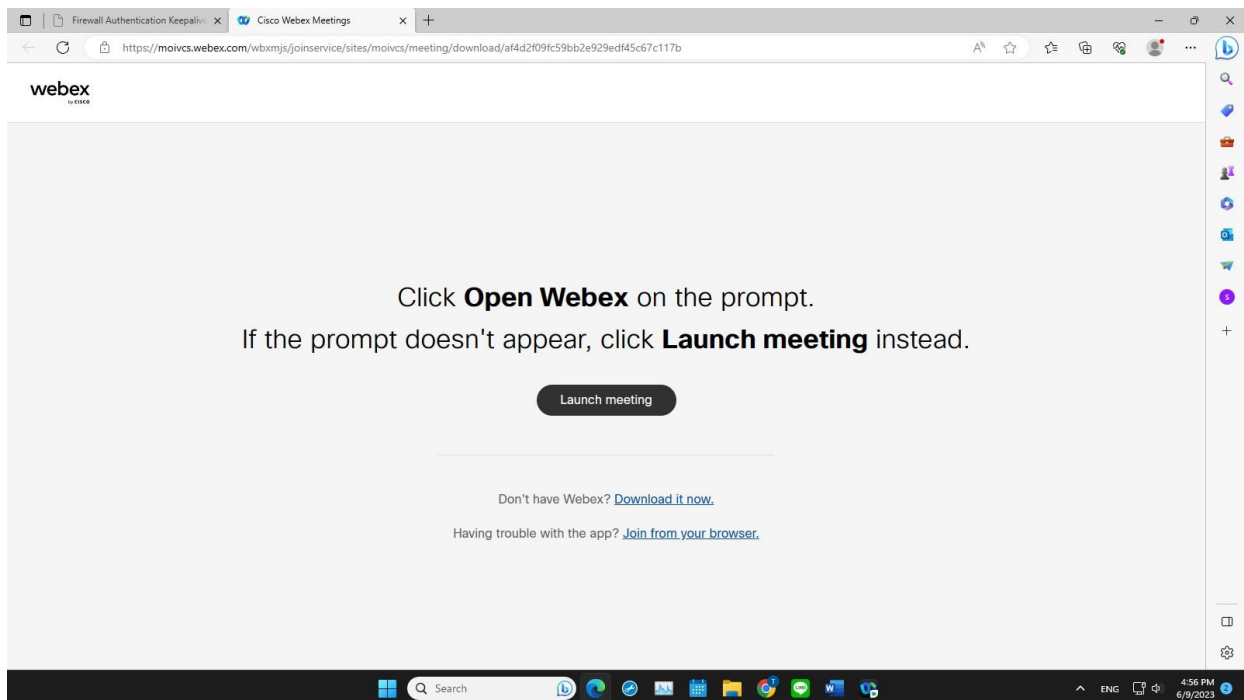 Firewall Authentication Keepaliv
Cisco Webex Meetings
https://moivcs.webex.com/wbxmjs/joinservice/sites/moivcs/meeting/download/af4d2f09fc59bb2e929edf45c67c117b
webex
by CISCO
Click Open Webex on the prompt.
If the prompt doesn't appear, click Launch meeting instead.
Launch meeting
Don't have Webex? Download it now.
Having trouble with the app? Join from your browser.
Search
ENG
4:56 PM
6/9/2023
2